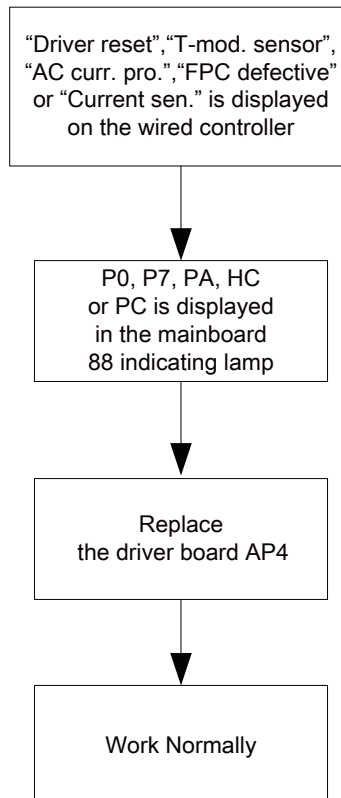 “Driver reset”,“T-mod. sensor”,
“AC curr. pro.”,“FPC defective”
or “Current sen.” is displayed
on the wired controller
P0, P7, PA, HC
or PC is displayed
in the mainboard
88 indicating lamp
Replace
the driver board AP4
Work Normally